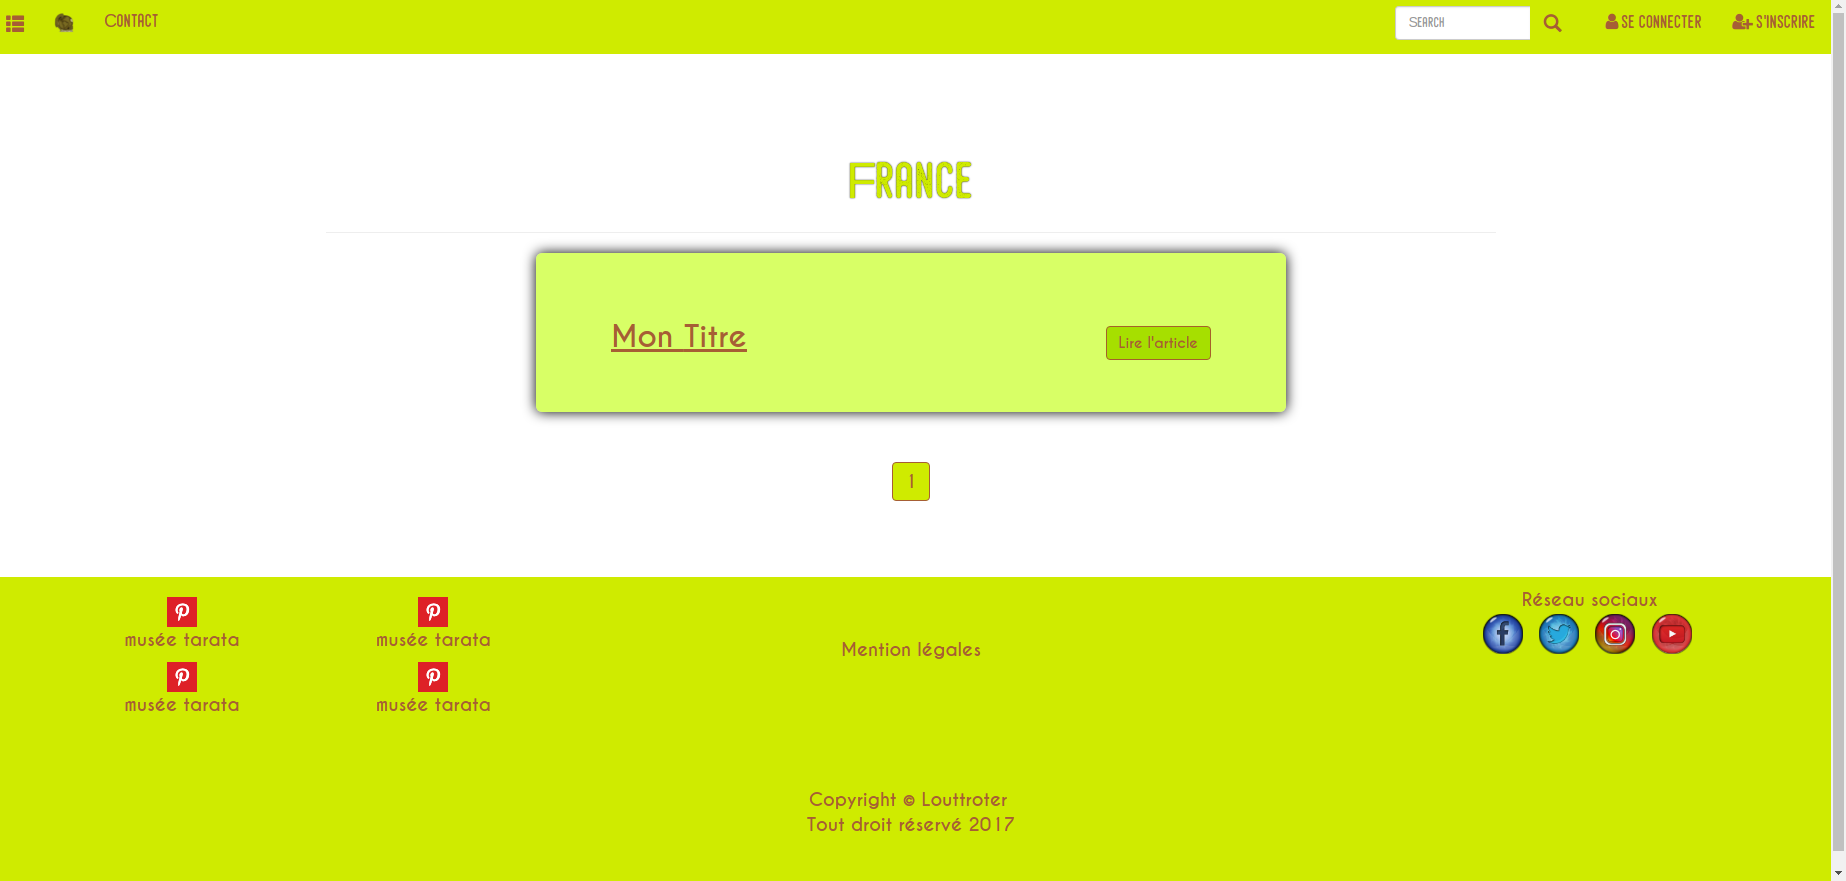 Contact
Search
Se connecter
S'inscrire
France
Mon Titre
Lire l'article
1
musée tarata
musée tarata
musée tarata
musée tarata
Mention légales
Réseau sociaux
Copyright © Louttroter
Tout droit réservé 2017